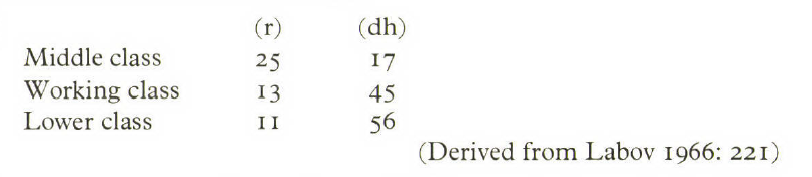 (r) (dh)
Middle class 25 17
Working class 13 45
Lower class 11 56
(Derived from Labov 1966: 221)